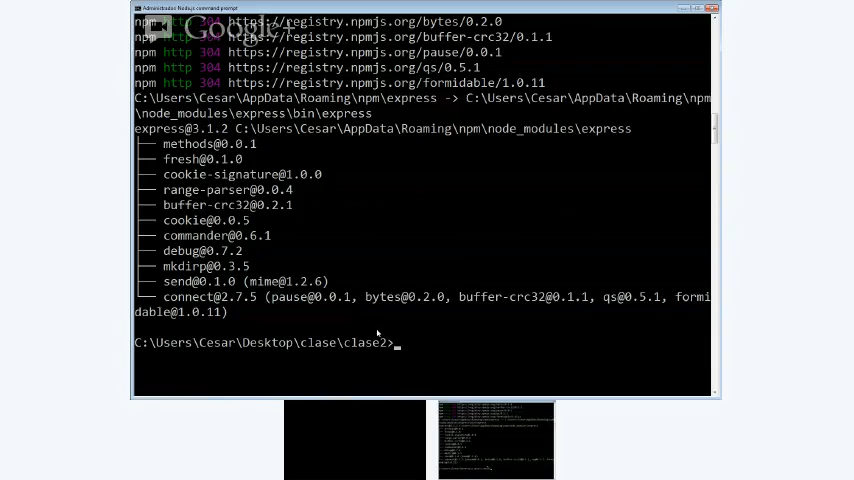 Administrador: Node.js command prompt
npm http 304 https://registry.npmjs.org/bytes/0.2.0
npm http 304 https://registry.npmjs.org/buffer-crc32/0.1.1
npm http 304 https://registry.npmjs.org/pause/0.0.1
npm http 304 https://registry.npmjs.org/qs/0.5.1
npm http 304 https://registry.npmjs.org/formidable/1.0.11
Google+
C:\Users\Cesar\AppData\Roaming\npm\express -> C:\Users\Cesar\AppData\Roaming\npm
\node_modules\express\bin\express
express@3.1.2 C:\Users\Cesar\AppData\Roaming\npm\node_modules\express
├── methods@0.0.1
├── fresh@0.1.0
├── cookie-signature@1.0.0
├── range-parser@0.0.4
├── buffer-crc32@0.2.1
├── cookie@0.0.5
├── commander@0.6.1
├── debug@0.7.2
├── mkdirp@0.3.5
├── send@0.1.0 (mime@1.2.6)
└── connect@2.7.5 (pause@0.0.1, bytes@0.2.0, buffer-crc32@0.1.1, qs@0.5.1, formi
dable@1.0.11)
C:\Users\Cesar\Desktop\clase\clase2>